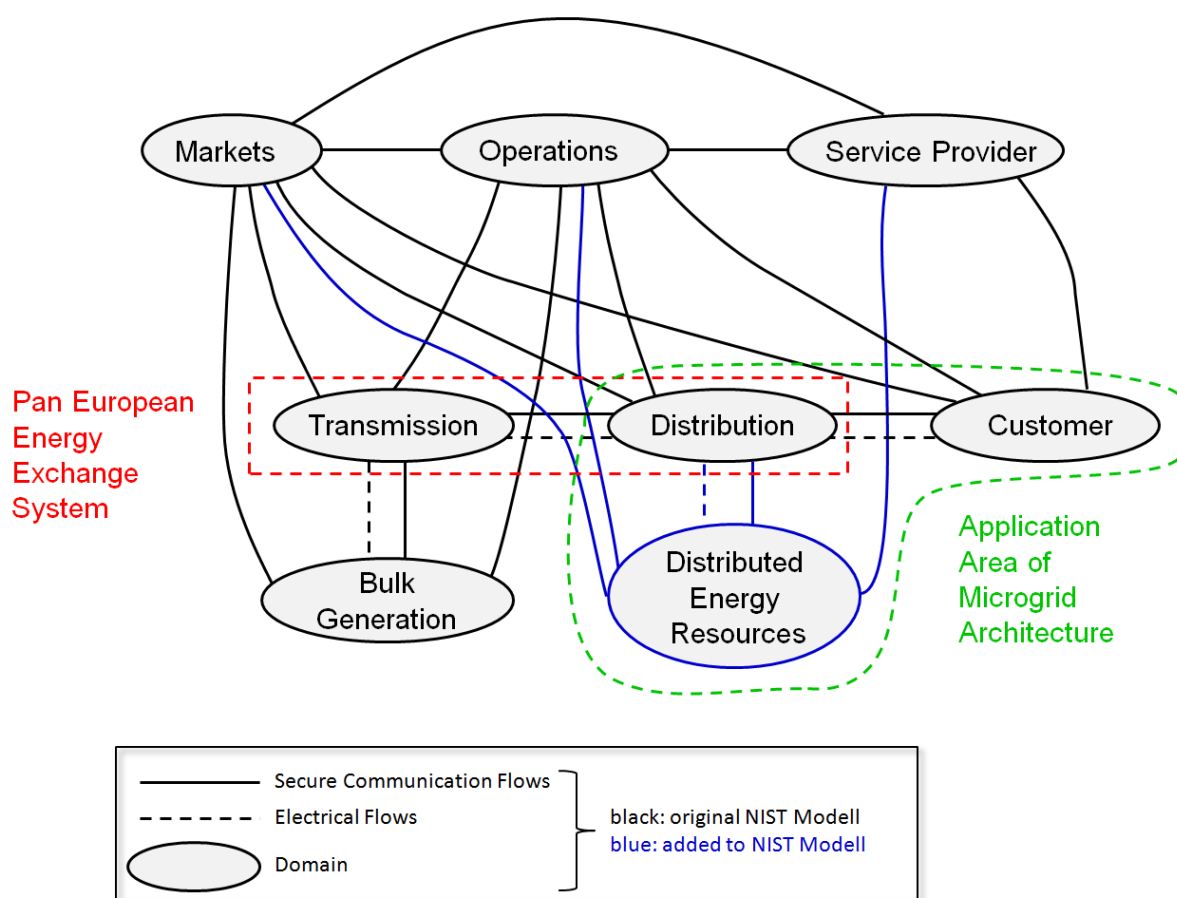 Markets
Operations
Service Provider
Pan European
Energy
Exchange
System
Transmission
Distribution
Customer
Bulk
Generation
Distributed
Energy
Resources
Application
Area of
Microgrid
Architecture
Secure Communication Flows
Electrical Flows
Domain
black: original NIST Modell
blue: added to NIST Modell